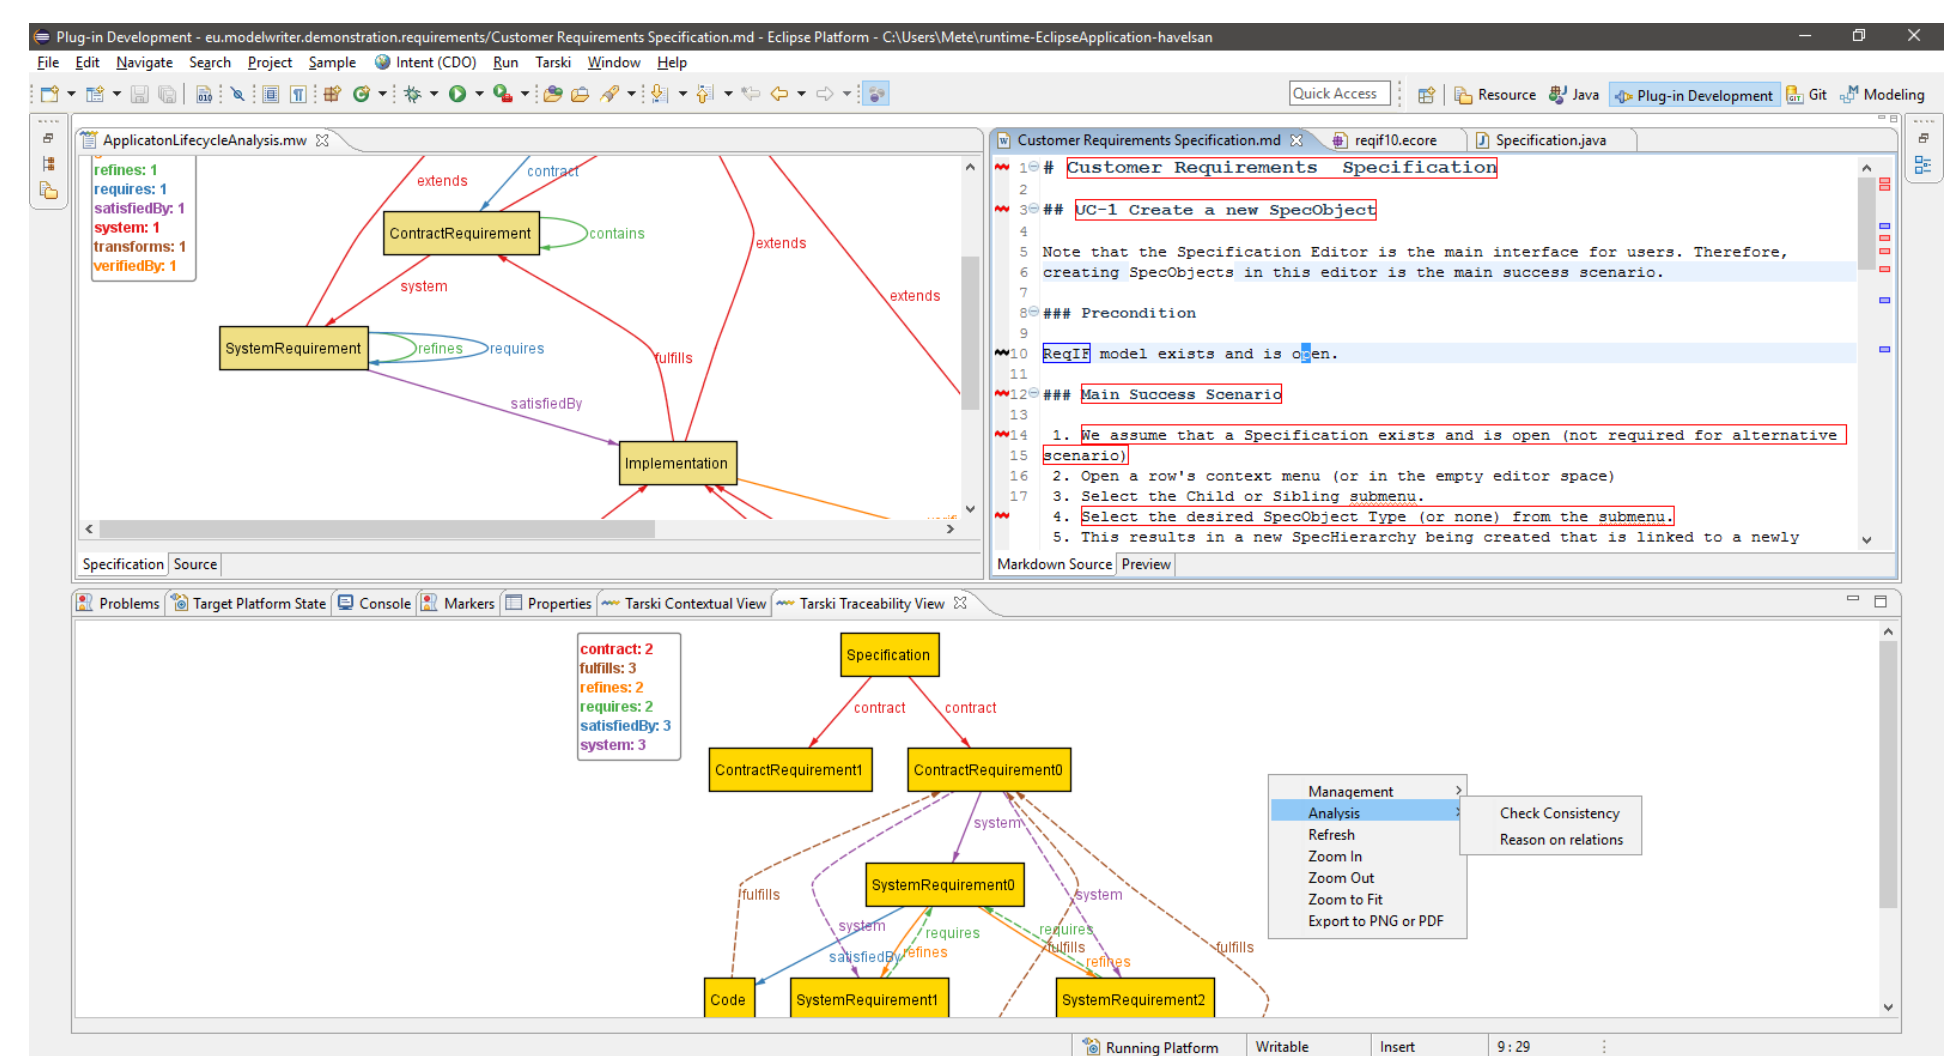 Plug-in Development - eu.modelwriter.demonstration.requirements/Customer Requirements Specification.md - Eclipse Platform - C:\Users\Mete\runtime-EclipseApplication-havelsan
File Edit Navigate Search Project Sample Intent (CDO) Run Tarski Window Help
Quick Access Resource Java Plug-in Development Git Modeling
ApplicatonLifecycleAnalysis.mw
refines: 1
requires: 1
satisfiedBy: 1
system: 1
transforms: 1
verifiedBy: 1
extends
contract
ContractRequirement
contains
extends
system
extends
SystemRequirement
refines
requires
fulfills
satisfiedBy
Implementation
Specification Source
Customer Requirements Specification.md reqif10.ecore Specification.java
1 # Customer Requirements  Specification
2
3 ## UC-1 Create a new SpecObject
4
5 Note that the Specification Editor is the main interface for users. Therefore,
6 creating SpecObjects in this editor is the main success scenario.
7
8 ### Precondition
9
10 ReqIF model exists and is open.
11
12 ### Main Success Scenario
13
14 1. We assume that a Specification exists and is open (not required for alternative
15 scenario)
16 2. Open a row's context menu (or in the empty editor space)
17 3. Select the Child or Sibling submenu.
4. Select the desired SpecObject Type (or none) from the submenu.
5. This results in a new SpecHierarchy being created that is linked to a newly
Markdown Source Preview
Problems Target Platform State Console Markers Properties Tarski Contextual View Tarski Traceability View
contract: 2
fulfills: 3
refines: 2
requires: 2
satisfiedBy: 3
system: 3
Specification
contract contract
ContractRequirement1 ContractRequirement0
system
SystemRequirement0
fulfills
system
system
requires
requires
satisfiedBy
refines
fulfills
refines
fulfills
Code SystemRequirement1 SystemRequirement2
Management
Analysis
Refresh
Zoom In
Zoom Out
Zoom to Fit
Export to PNG or PDF
Check Consistency
Reason on relations
Running Platform Writable Insert 9 : 29